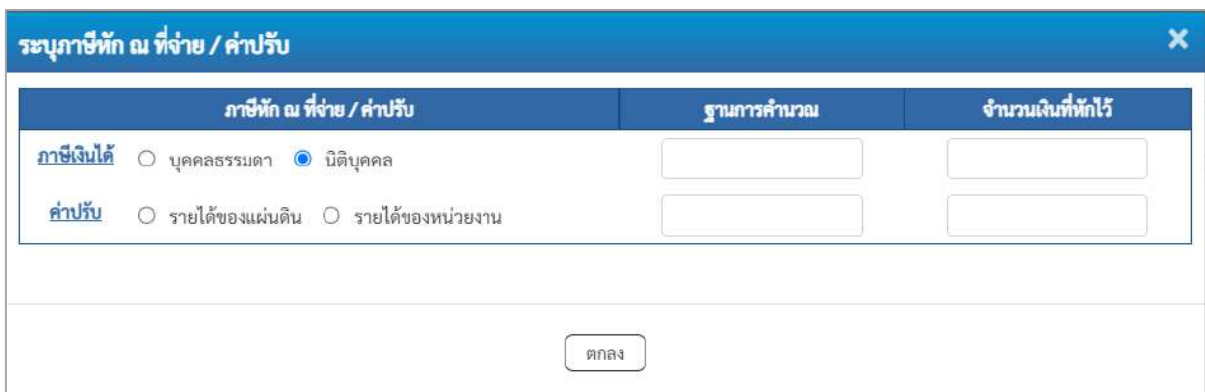 ระบุภาษีหัก ณ ที่จ่าย / ค่าปรับ
ภาษีหัก ณ ที่จ่าย / ค่าปรับ ฐานการคำนวณ จำนวนเงินที่หักไว้
ภาษีเงินได้ บุคคลธรรมดา นิติบุคคล
ค่าปรับ รายได้ของแผ่นดิน รายได้ของหน่วยงาน
ตกลง